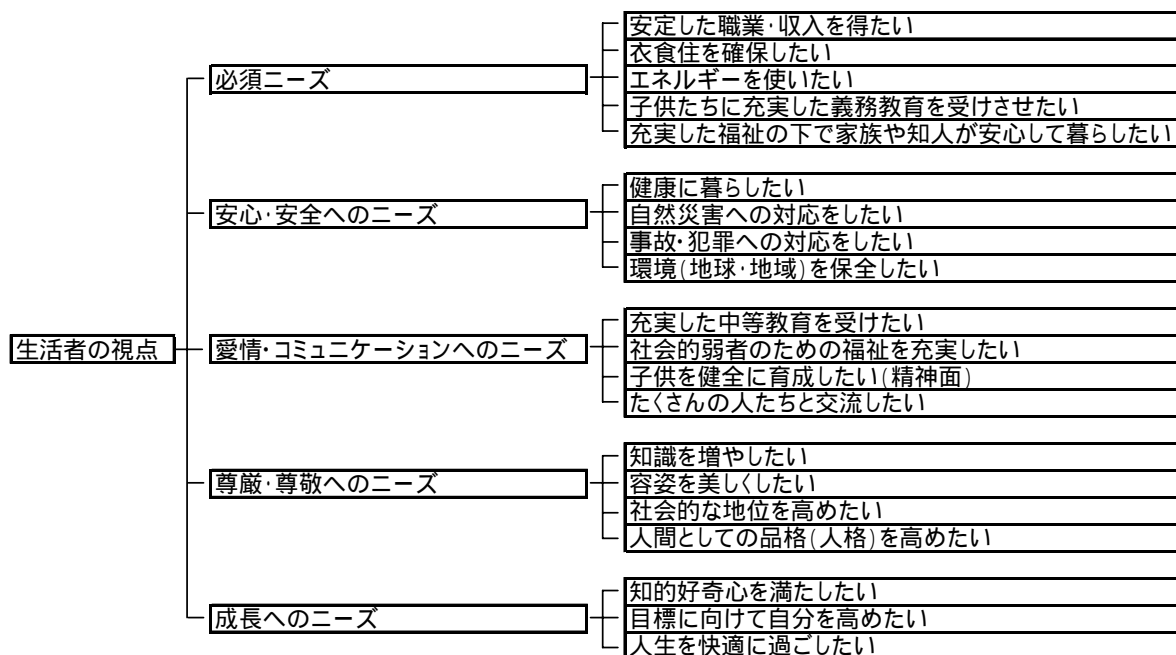 生活者の視点
必須ニーズ
安定した職業・収入を得たい
衣食住を確保したい
エネルギーを使いたい
子供たちに充実した義務教育を受けさせたい
充実した福祉の下で家族や知人が安心して暮らしたい
安心・安全へのニーズ
健康に暮らしたい
自然災害への対応をしたい
事故・犯罪への対応をしたい
環境(地球・地域)を保全したい
愛情・コミュニケーションへのニーズ
充実した中等教育を受けたい
社会的弱者のための福祉を充実したい
子供を健全に育成したい(精神面)
たくさんの人たちと交流したい
尊厳・尊敬へのニーズ
知識を増やしたい
容姿を美しくしたい
社会的な地位を高めたい
人間としての品格(人格)を高めたい
成長へのニーズ
知的好奇心を満たしたい
目標に向けて自分を高めたい
人生を快適に過ごしたい